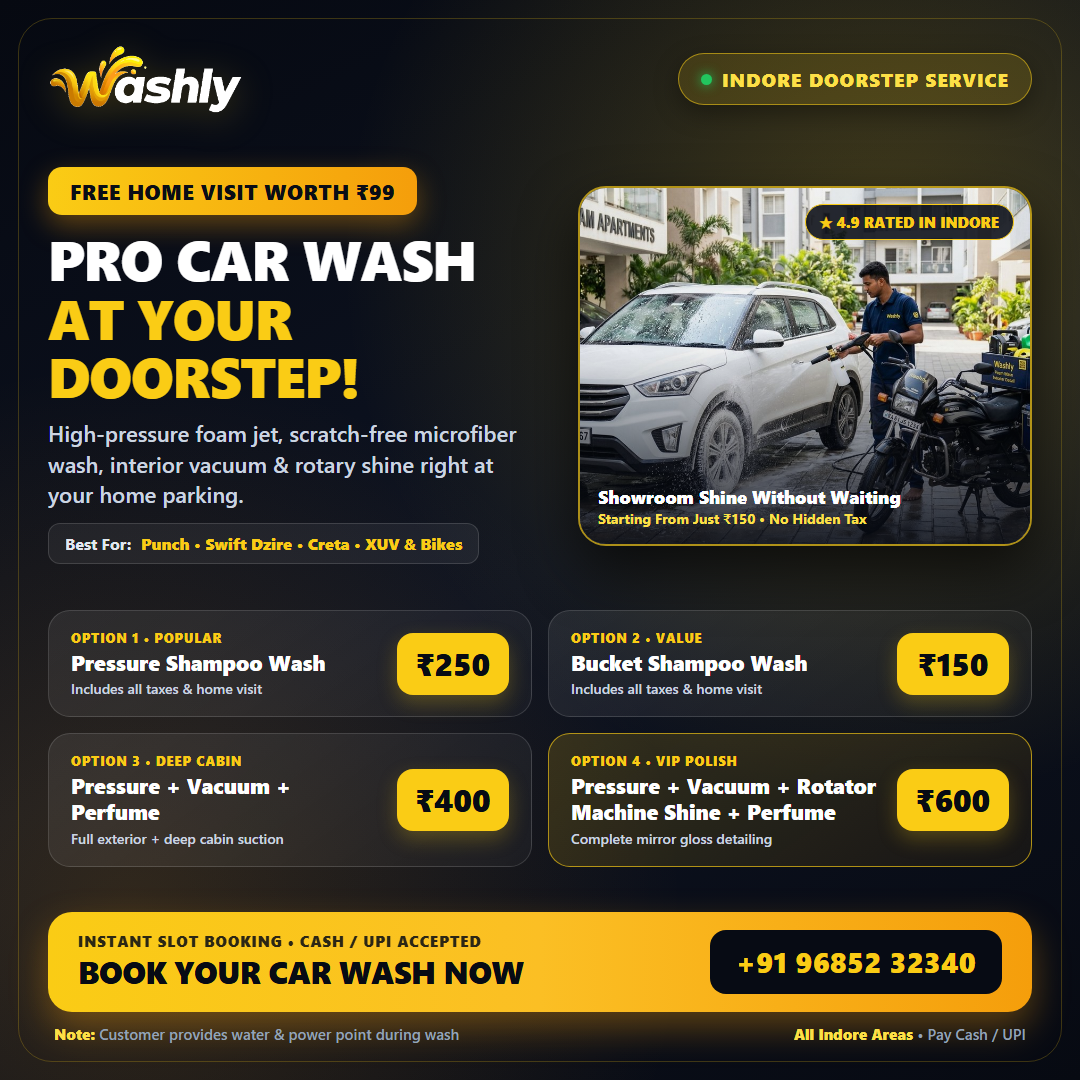 Washly
INDOORE DOORSTEP SERVICE
FREE HOME VISIT WORTH ₹99
PRO CAR WASH
AT YOUR
DOORSTEP!
High-pressure foam jet, scratch-free microfiber
wash, interior vacuum & rotary shine right at
your home parking.
Best For: Punch • Swift Dzire • Creta • XUV & Bikes
AM APARTMENTS
★ 4.9 RATED IN INDORE
Washly
Washly
Showroom Shine Without Waiting
Starting From Just ₹150 • No Hidden Tax
OPTION 1 • POPULAR
Pressure Shampoo Wash
Includes all taxes & home visit
₹250
OPTION 2 • VALUE
Bucket Shampoo Wash
Includes all taxes & home visit
₹150
OPTION 3 • DEEP CABIN
Pressure + Vacuum +
Perfume
Full exterior + deep cabin suction
₹400
OPTION 4 • VIP POLISH
Pressure + Vacuum + Rotator
Machine Shine + Perfume
Complete mirror gloss detailing
₹600
INSTANT SLOT BOOKING • CASH / UPI ACCEPTED
BOOK YOUR CAR WASH NOW
+91 96852 32340
Note: Customer provides water & power point during wash
All Indore Areas • Pay Cash / UPI